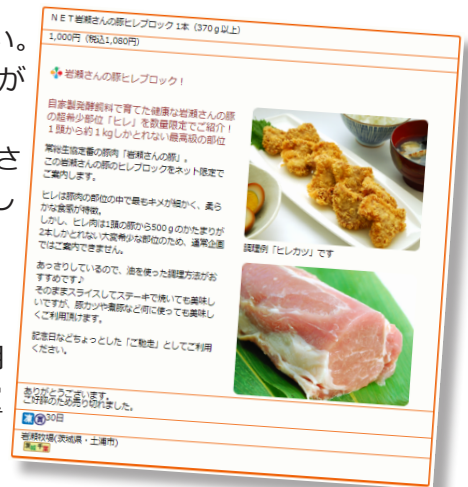 い。
が
さ
し
NET岩瀬さんの豚ヒレブロック 1本（370g以上）
1,000円（税込1,080円）
岩瀬さんの豚ヒレブロック！
自家製発酵飼料で育てた健康な岩瀬さんの豚
の超希少部位「ヒレ」を数量限定でご紹介！
1頭から約1kgしかとれない最高級の部位
常総生協定番の豚肉「岩瀬さんの豚」。
この岩瀬さんの豚のヒレブロックをネット限定で
ご案内します。
ヒレは豚肉の部位の中で最もキメが細かく、柔ら
かな食感が特徴。
しかし、ヒレ肉は1頭の豚から500gのかたまりが
2本しかとれない大変希少な部位のため、通常企画
ではご案内できません。
あっさりしているので、油を使った調理方法がお
すすめです♪
そのままスライスしてステーキで焼いても美味し
いですが、豚カツや煮豚など何に使っても美味し
くご利用頂けます。
記念日などちょっとした「ご馳走」としてご利用
ください。
調理例「ヒレカツ」です
ありがとうございます。
ご好評のため売り切れました。
30日
岩瀬牧場(茨城県・土浦市)